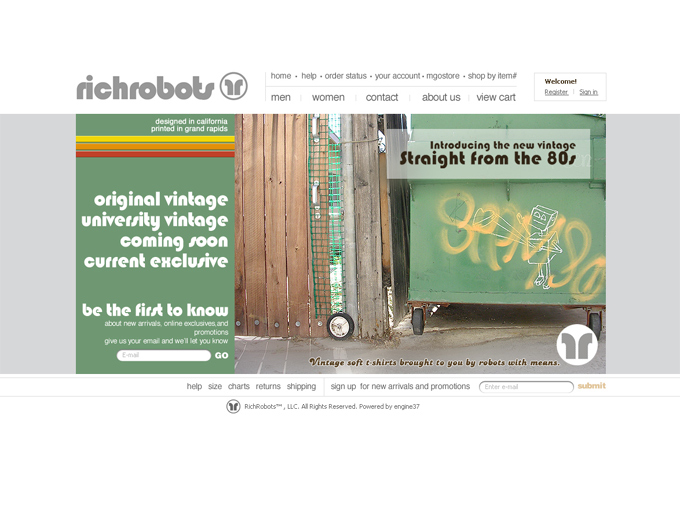 richrobots
home • help • order status • your account • mgostore • shop by item#
men | women | contact | about us | view cart
Welcome!
Register | Sign in
designed in california
printed in grand rapids
original vintage
university vintage
coming soon
current exclusive
be the first to know
about new arrivals, online exclusives,and
promotions
give us your email and we'll let you know
E-mail GO
Introducing the new vintage
Straight from the 80s
Vintage soft t-shirts brought to you by robots with means.
help size charts returns shipping
sign up for new arrivals and promotions Enter e-mail submit
RichRobots™ , LLC. All Rights Reserved. Powered by engine37